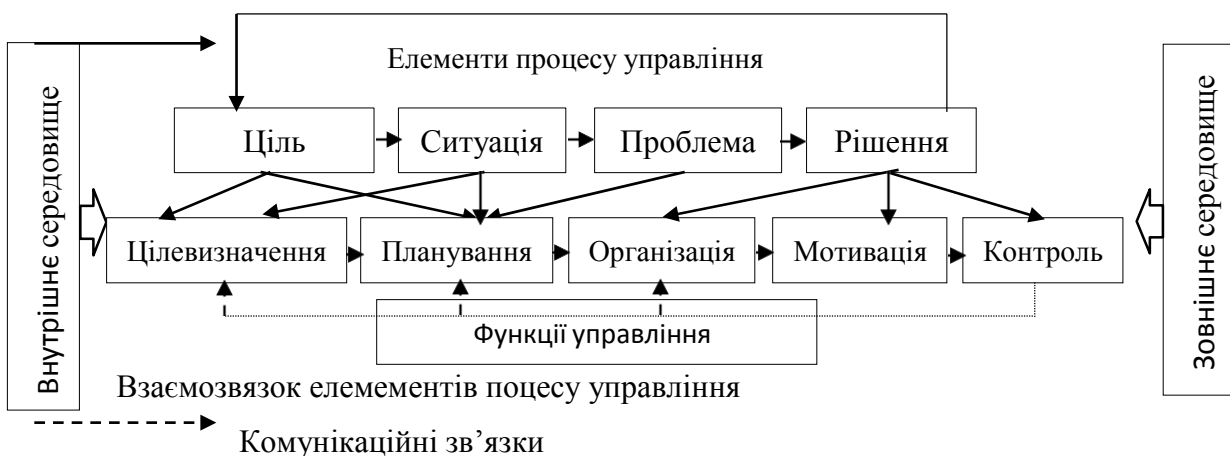 Елементи процесу управління
Внутрішнє середовище
Зовнішнє середовище
Ціль
Ситуація
Проблема
Рішення
Цілевизначення
Планування
Організація
Мотивація
Контроль
Функції управління
Взаємозвязок елемементів поцесу управління
Комунікаційні зв’язки